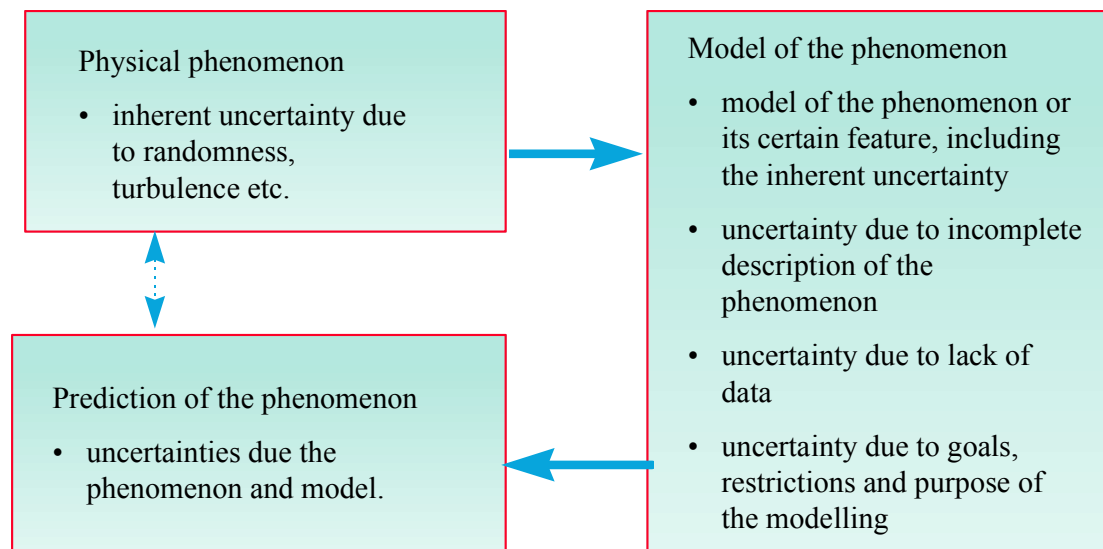 Physical phenomenon
• inherent uncertainty due
to randomness,
turbulence etc.
Model of the phenomenon
• model of the phenomenon or
its certain feature, including
the inherent uncertainty
• uncertainty due to incomplete
description of the
phenomenon
• uncertainty due to lack of
data
• uncertainty due to goals,
restrictions and purpose of
the modelling
Prediction of the phenomenon
• uncertainties due the
phenomenon and model.